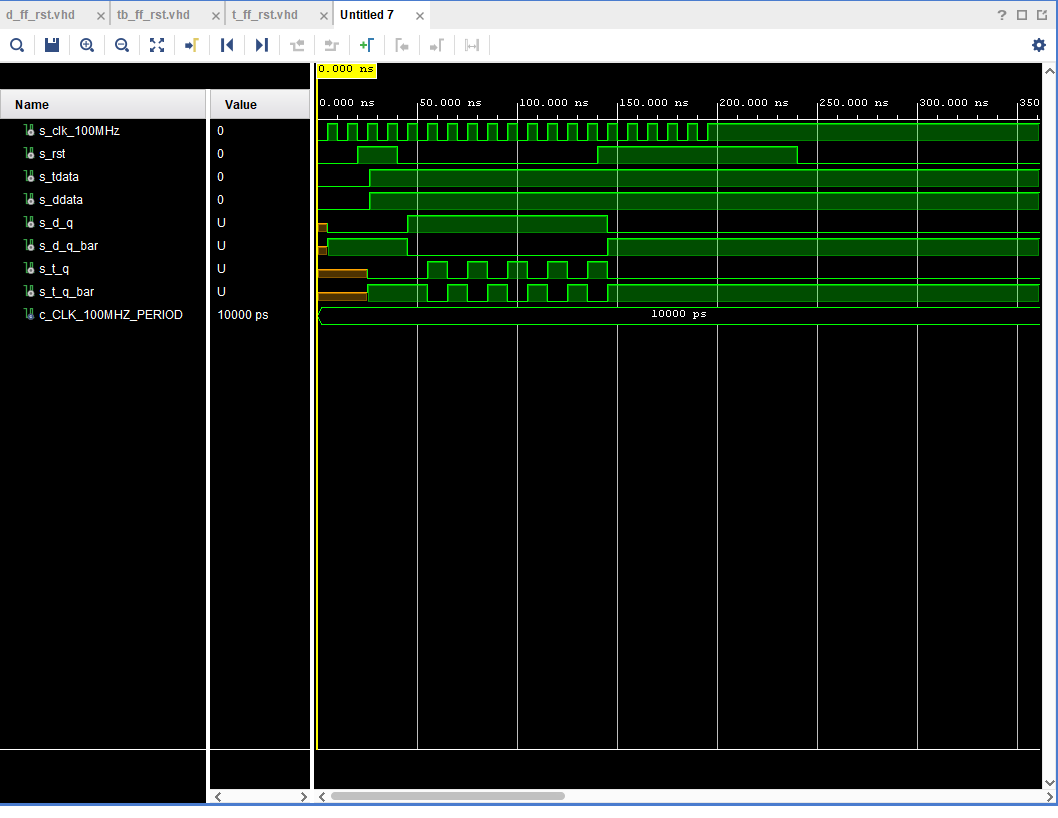 d_ff_rst.vhd × tb_ff_rst.vhd × t_ff_rst.vhd × Untitled 7 × ?
0.000 ns
Name Value 0.000 ns 50.000 ns 100.000 ns 150.000 ns 200.000 ns 250.000 ns 300.000 ns 350
s_clk_100MHz 0
s_rst 0
s_tdata 0
s_ddata 0
s_d_q U
s_d_q_bar U
s_t_q U
s_t_q_bar U
c_CLK_100MHZ_PERIOD 10000 ps 10000 ps